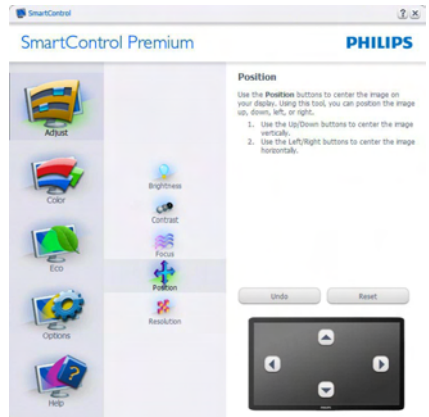 SmartControl
? x
SmartControl Premium
PHILIPS
Adjust
Color
Eco
Options
Help
Brightness
Contrast
Focus
Position
Resolution
Position
Use the Position buttons to center the image on
your display. Using this tool, you can position the image
up, down, left, or right.
1. Use the Up/Down buttons to center the image
vertically.
2. Use the Left/Right buttons to center the image
horizontally.
Undo
Reset
PHILIPS